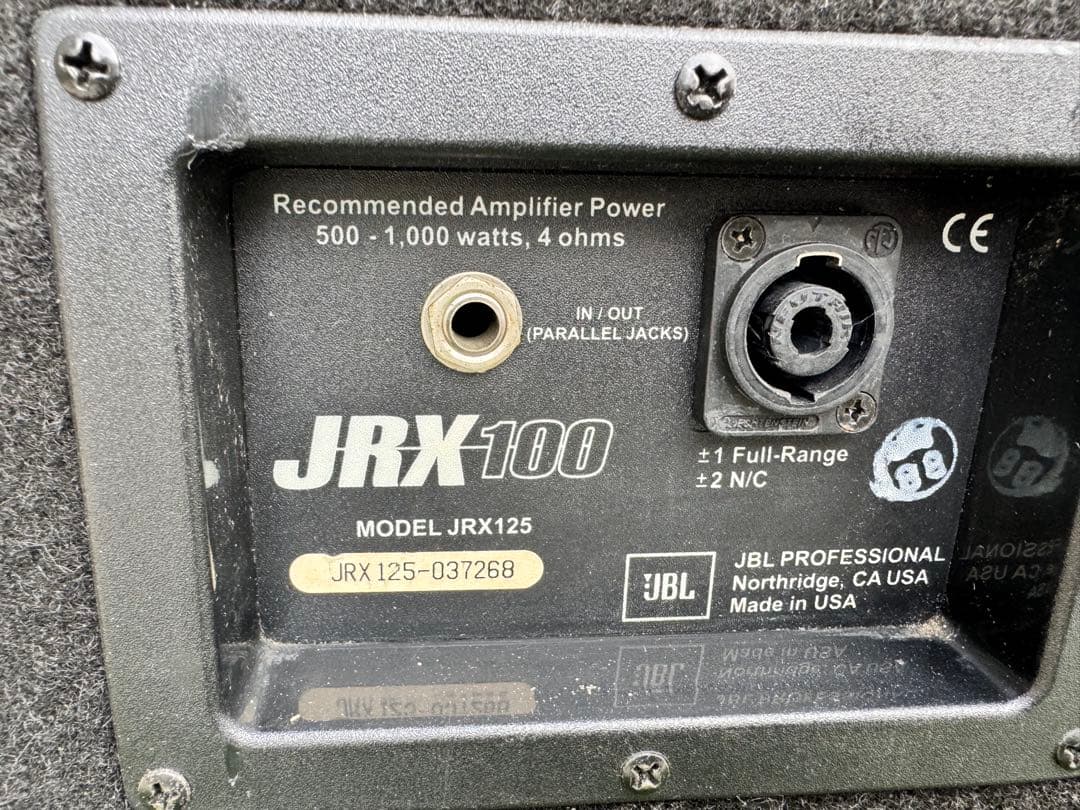 Recommended Amplifier Power
500 - 1,000 watts, 4 ohms
IN / OUT
(PARALLEL JACKS)
CE
NEUTRIK
JRX100
±1 Full-Range
±2 N/C
MODEL JRX125
JRX125-037268
JBL
JBL PROFESSIONAL
Northridge, CA USA
Made in USA